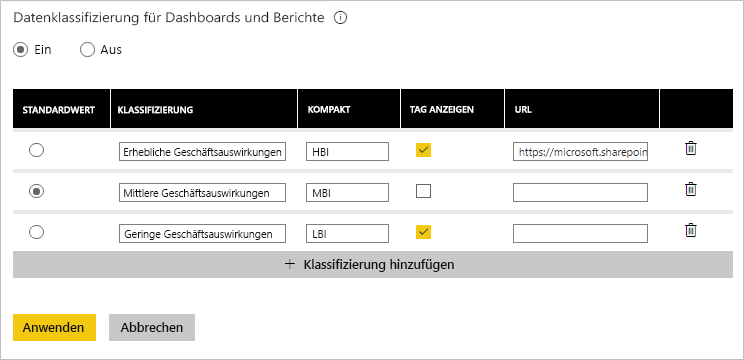 Datenklassifizierung für Dashboards und Berichte
Ein Aus
STANDARDWERT KLASSIFIZIERUNG KOMPAKT TAG ANZEIGEN URL
Erhebliche Geschäftsauswirkungen HBI https://microsoft.sharepoin
Mittlere Geschäftsauswirkungen MBI
Geringe Geschäftsauswirkungen LBI
+ Klassifizierung hinzufügen
Anwenden Abbrechen